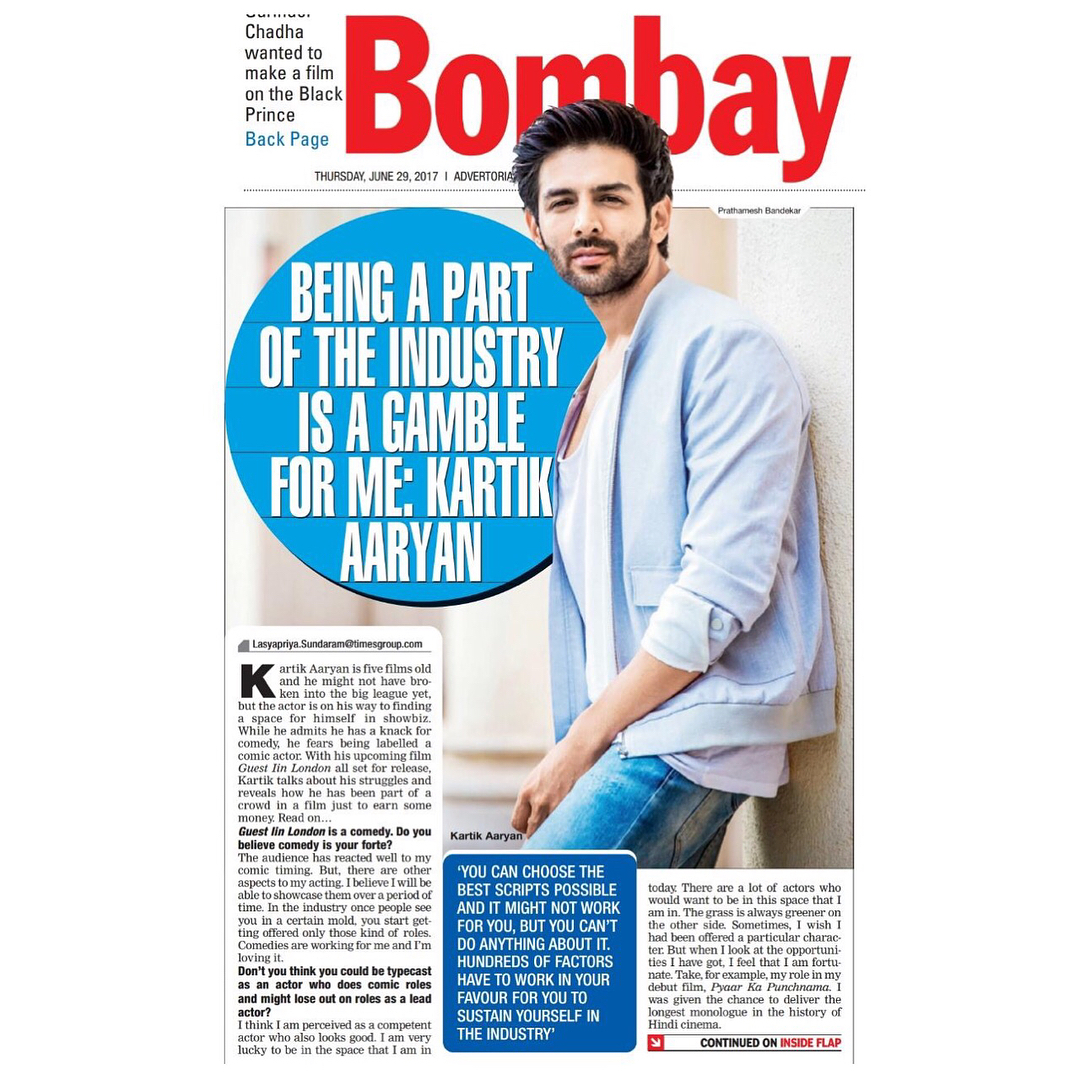 Chadha
wanted to
make a film
on the Black
Prince
Back Page
Bombay
THURSDAY, JUNE 29, 2017 I ADVERTORIA
Prathamesh Bandekar
BEING A PART
OF THE INDUSTRY
IS A GAMBLE
FOR ME: KARTIK
AARYAN
Lasyapriya.Sundaram@timesgroup.com
Kartik Aaryan is five films old
and he might not have bro-
ken into the big league yet,
but the actor is on his way to finding
a space for himself in showbiz.
While he admits he has a knack for
comedy, he fears being labelled a
comic actor. With his upcoming film
Guest Iin London all set for release,
Kartik talks about his struggles and
reveals how he has been part of a
crowd in a film just to earn some
money. Read on...
Guest Iin London is a comedy. Do you
believe comedy is your forte?
The audience has reacted well to my
comic timing. But, there are other
aspects to my acting. I believe I will be
able to showcase them over a period of
time. In the industry once people see
you in a certain mold, you start get-
ting offered only those kind of roles.
Comedies are working for me and I'm
loving it.
Don't you think you could be typecast
as an actor who does comic roles
and might lose out on roles as a lead
actor?
I think I am perceived as a competent
actor who also looks good. I am very
lucky to be in the space that I am in
Kartik Aaryan
'YOU CAN CHOOSE THE
BEST SCRIPTS POSSIBLE
AND IT MIGHT NOT WORK
FOR YOU, BUT YOU CAN'T
DO ANYTHING ABOUT IT.
HUNDREDS OF FACTORS
HAVE TO WORK IN YOUR
FAVOUR FOR YOU TO
SUSTAIN YOURSELF IN
THE INDUSTRY'
today. There are a lot of actors who
would want to be in this space that I
am in. The grass is always greener on
the other side. Sometimes, I wish I
had been offered a particular charac-
ter. But when I look at the opportuni-
ties I have got, I feel that I am fortu-
nate. Take, for example, my role in my
debut film, Pyaar Ka Punchnama. I
was given the chance to deliver the
longest monologue in the history of
Hindi cinema.
CONTINUED ON INSIDE FLAP